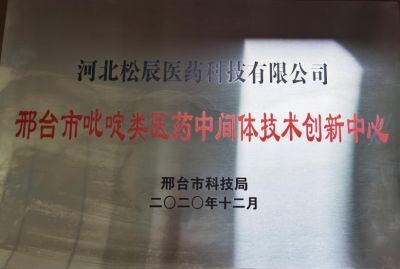 河北松辰医药科技有限公司
邢台市吡啶类医药中间体技术创新中心
邢台市科技局
二〇二〇年十二月